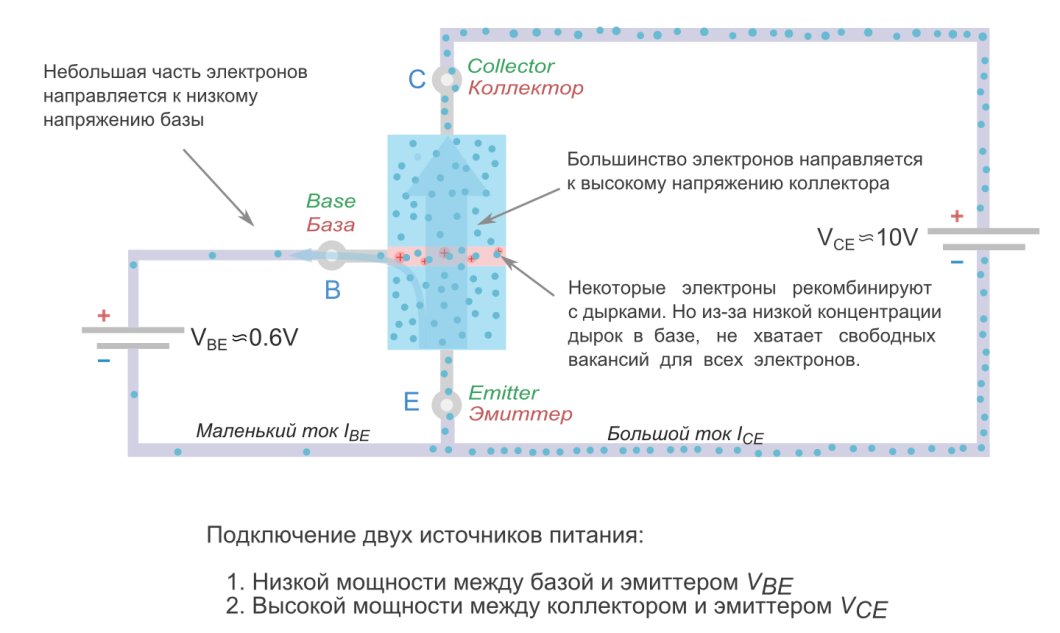 Небольшая часть электронов
направляется к низкому
напряжению базы
C
Collector
Коллектор
Большинство электронов направляется
к высокому напряжению коллектора
Base
База
B
+
V_CE ≂10V
−
Некоторые электроны рекомбинируют
с дырками. Но из-за низкой концентрации
дырок в базе, не хватает свободных
вакансий для всех электронов.
+
V_BE ≂0.6V
−
E
Emitter
Эмиттер
Маленький ток I_BE
Большой ток I_CE
Подключение двух источников питания:
1. Низкой мощности между базой и эмиттером V_BE
2. Высокой мощности между коллектором и эмиттером V_CE